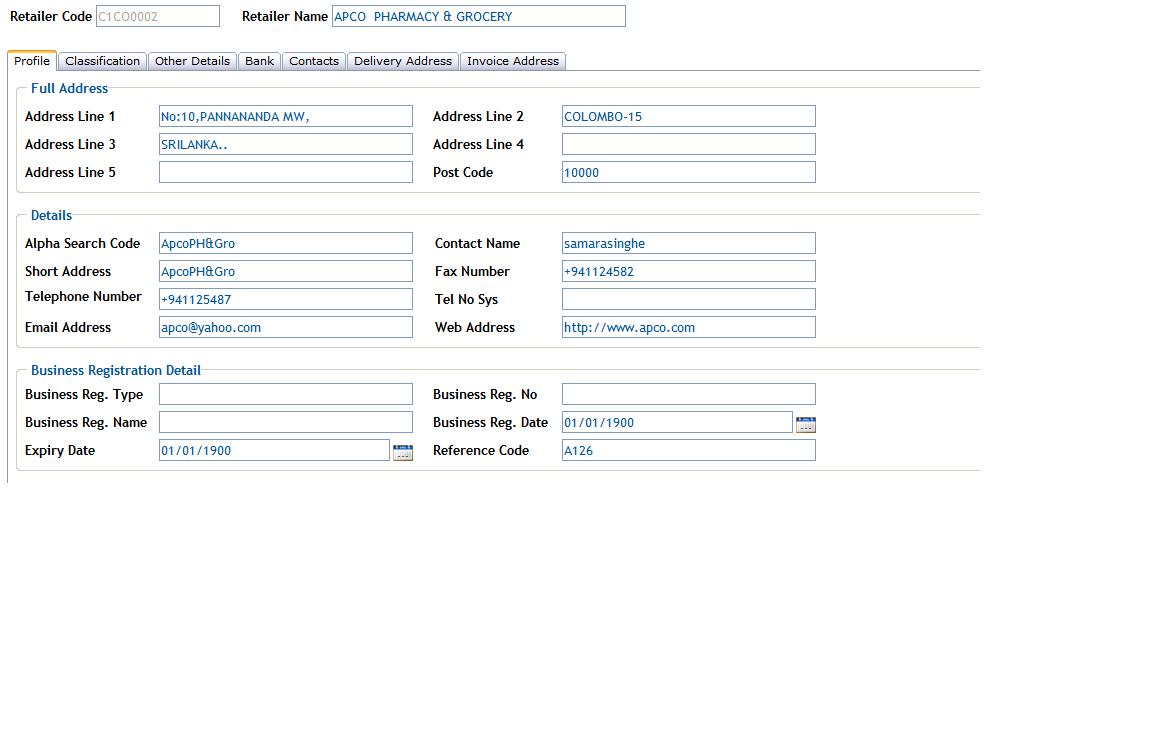 Retailer Code C1CO0002 Retailer Name APCO  PHARMACY & GROCERY
Profile Classification Other Details Bank Contacts Delivery Address Invoice Address
Full Address
Address Line 1 No:10,PANNANANDA MW, Address Line 2 COLOMBO-15
Address Line 3 SRILANKA.. Address Line 4
Address Line 5 Post Code 10000
Details
Alpha Search Code ApcoPH&Gro Contact Name samarasinghe
Short Address ApcoPH&Gro Fax Number +941124582
Telephone Number +941125487 Tel No Sys
Email Address apco@yahoo.com Web Address http://www.apco.com
Business Registration Detail
Business Reg. Type Business Reg. No
Business Reg. Name Business Reg. Date 01/01/1900
Expiry Date 01/01/1900 Reference Code A126